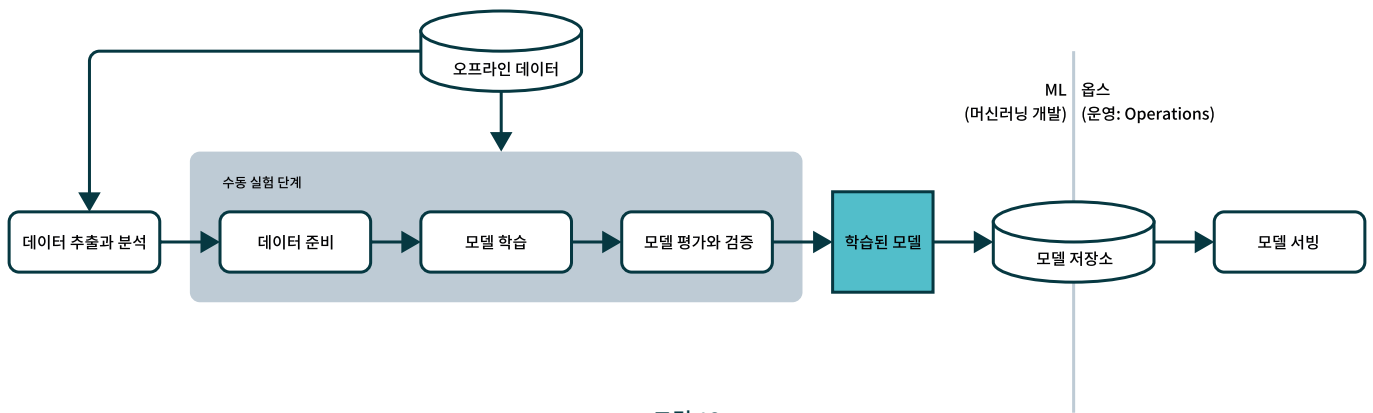 오프라인 데이터
ML
(머신러닝 개발)
옵스
(운영: Operations)
수동 실험 단계
데이터 추출과 분석
데이터 준비
모델 학습
모델 평가와 검증
학습된 모델
모델 저장소
모델 서빙